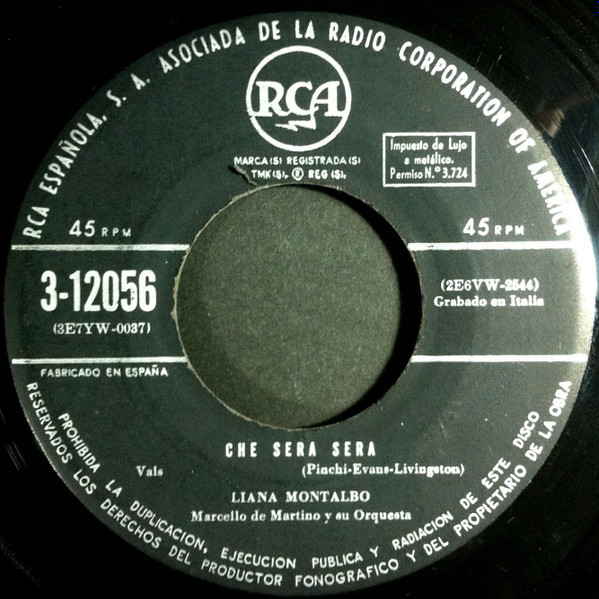 RCA ESPAÑOLA, S. A. ASOCIADA DE LA RADIO CORPORATION OF AMERICA
RCA
MARCA(S) REGISTRADA(S)
TMK(S). ® REG (S).
Impuesto de Lujo
a metálico.
Permiso N.º 3.724
45 RPM
45 RPM
3-12056
(3E7YW-0037)
(2E6VW-2544)
Grabado en Italia
FABRICADO EN ESPAÑA
CHE SERA SERA
Vals
(Pinchi-Evans-Livingston)
LIANA MONTALBO
Marcello de Martino y su Orquesta
PROHIBIDA LA DUPLICACION, EJECUCION PUBLICA Y RADIACION DE ESTE DISCO
RESERVADOS LOS DERECHOS DEL PRODUCTOR FONOGRAFICO Y DEL PROPIETARIO DE LA OBRA